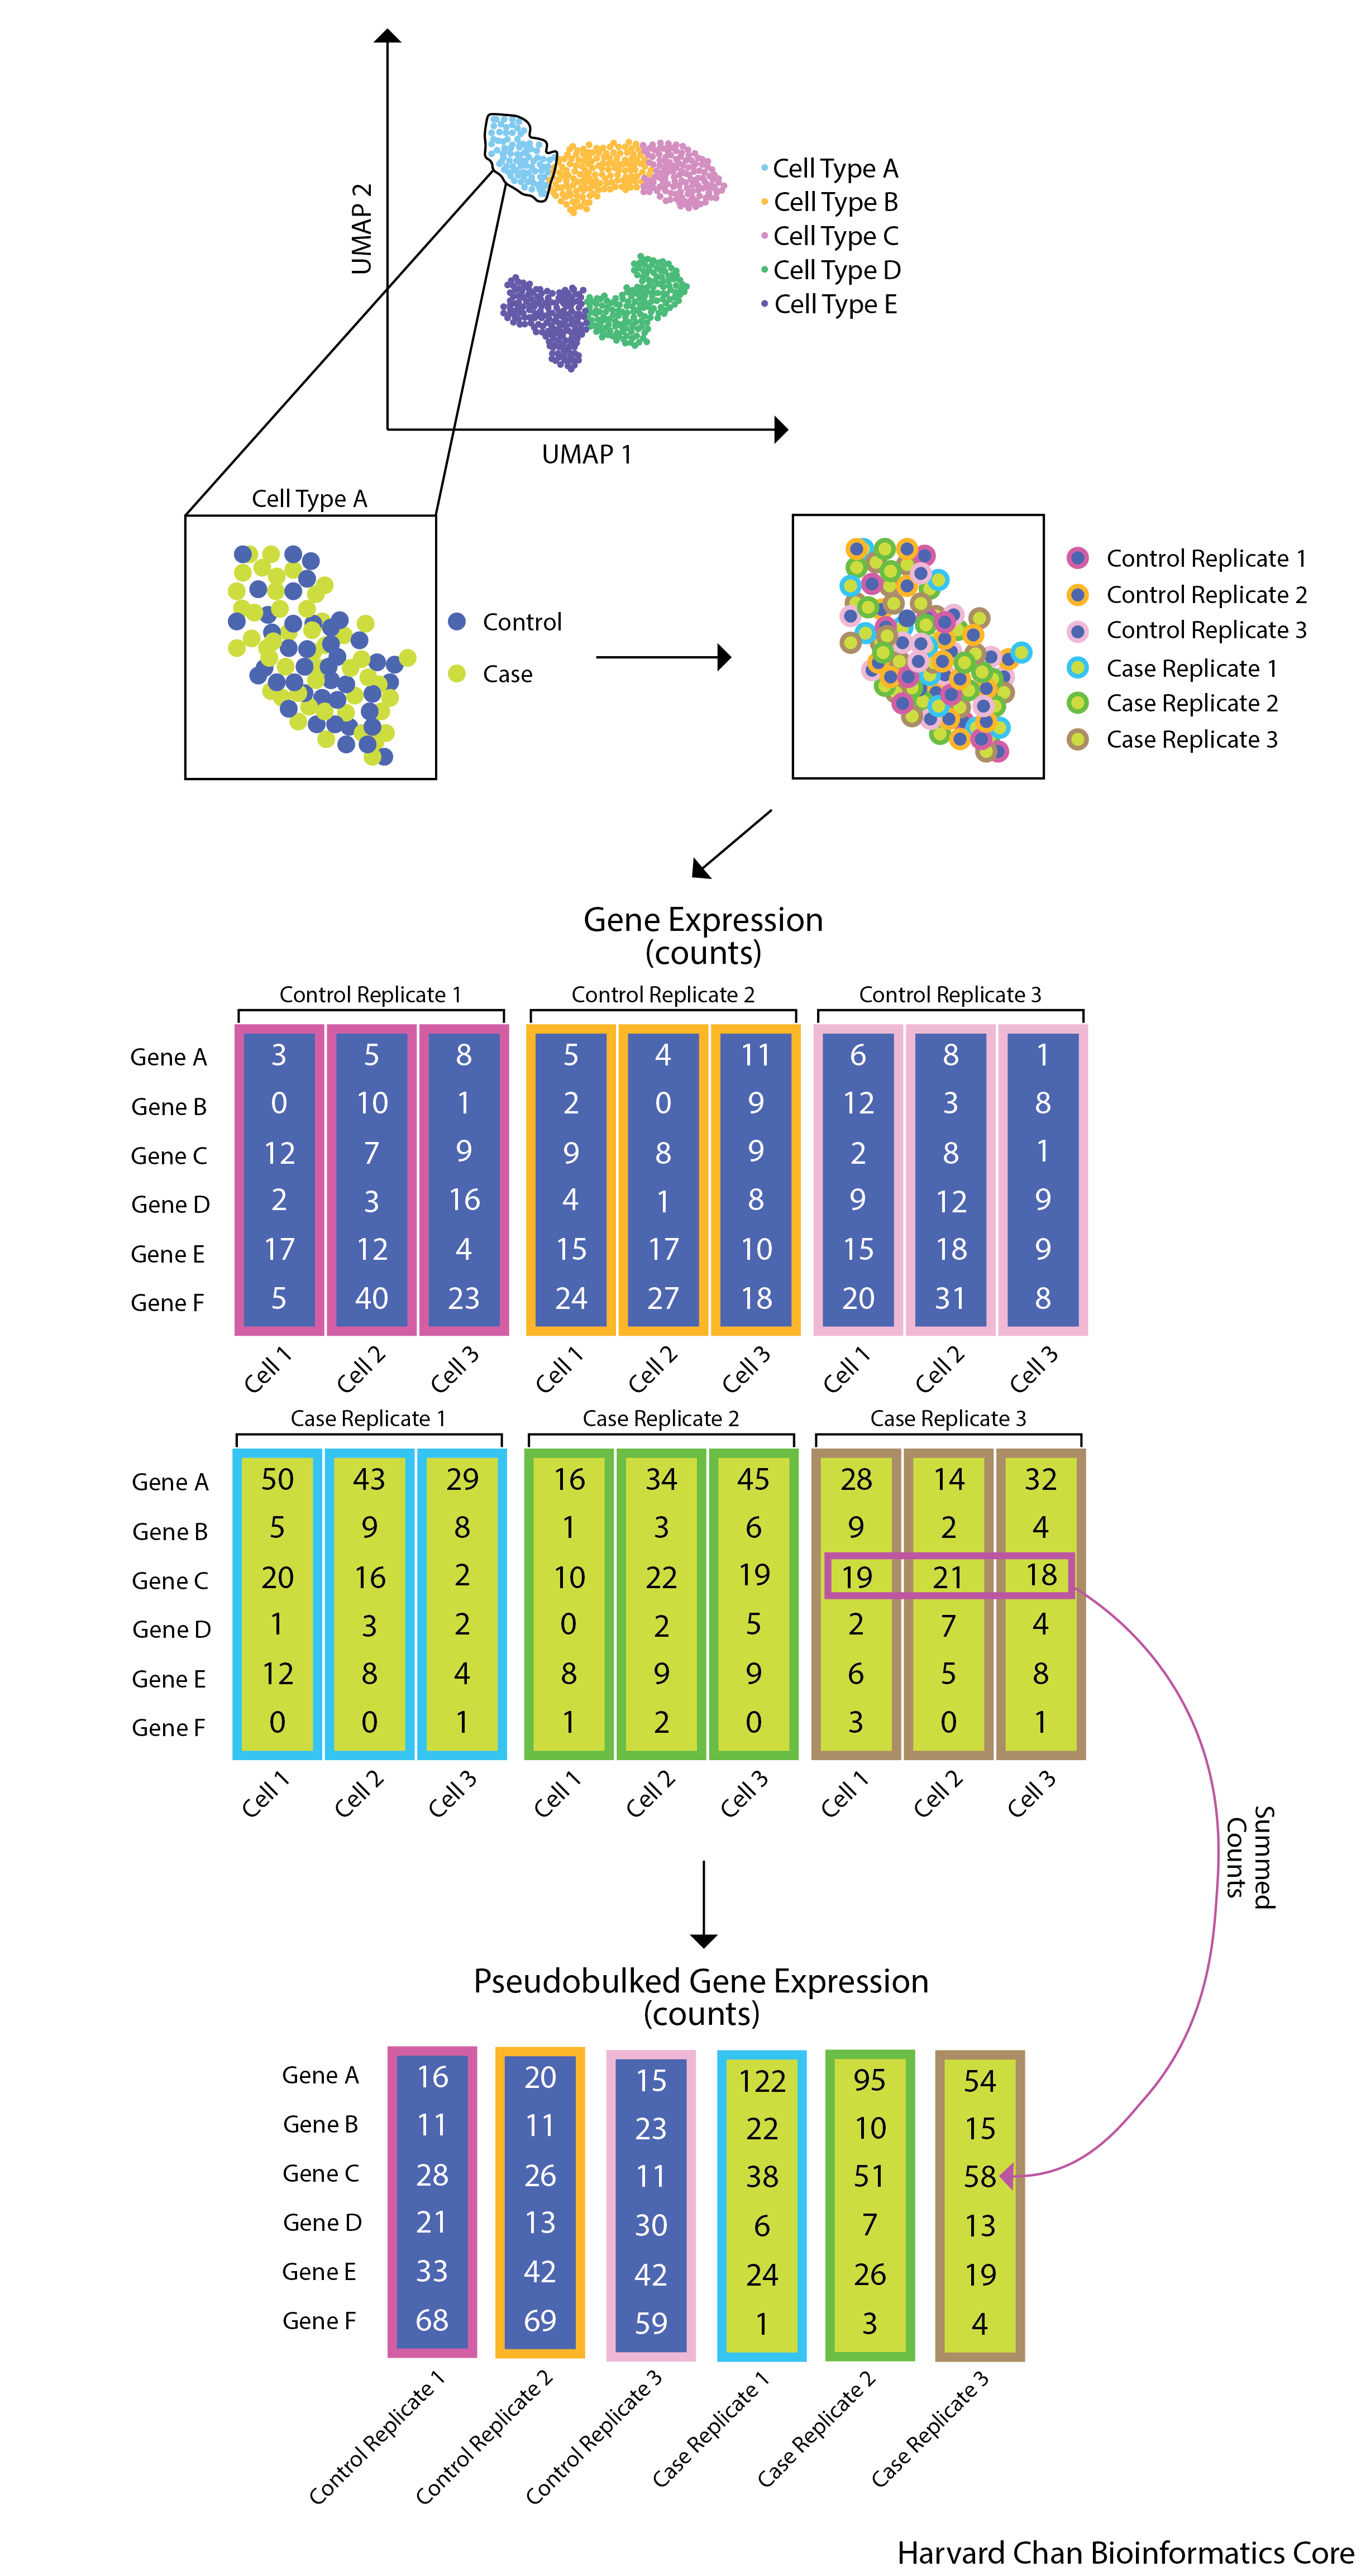 UMAP 2
Cell Type A
Cell Type B
Cell Type C
Cell Type D
Cell Type E
UMAP 1
Cell Type A
Control
Case
Control Replicate 1
Control Replicate 2
Control Replicate 3
Case Replicate 1
Case Replicate 2
Case Replicate 3
Gene Expression
(counts)
Control Replicate 1 Control Replicate 2 Control Replicate 3
Gene A 3 5 8 5 4 11 6 8 1
Gene B 0 10 1 2 0 9 12 3 8
Gene C 12 7 9 9 8 9 2 8 1
Gene D 2 3 16 4 1 8 9 12 9
Gene E 17 12 4 15 17 10 15 18 9
Gene F 5 40 23 24 27 18 20 31 8
Cell 1 Cell 2 Cell 3 Cell 1 Cell 2 Cell 3 Cell 1 Cell 2 Cell 3
Case Replicate 1 Case Replicate 2 Case Replicate 3
Gene A 50 43 29 16 34 45 28 14 32
Gene B 5 9 8 1 3 6 9 2 4
Gene C 20 16 2 10 22 19 19 21 18
Gene D 1 3 2 0 2 5 2 7 4
Gene E 12 8 4 8 9 9 6 5 8
Gene F 0 0 1 1 2 0 3 0 1
Cell 1 Cell 2 Cell 3 Cell 1 Cell 2 Cell 3 Cell 1 Cell 2 Cell 3
Summed
Counts
Pseudobulked Gene Expression
(counts)
Gene A 16 20 15 122 95 54
Gene B 11 11 23 22 10 15
Gene C 28 26 11 38 51 58
Gene D 21 13 30 6 7 13
Gene E 33 42 42 24 26 19
Gene F 68 69 59 1 3 4
Control Replicate 1 Control Replicate 2 Control Replicate 3 Case Replicate 1 Case Replicate 2 Case Replicate 3
Harvard Chan Bioinformatics Core